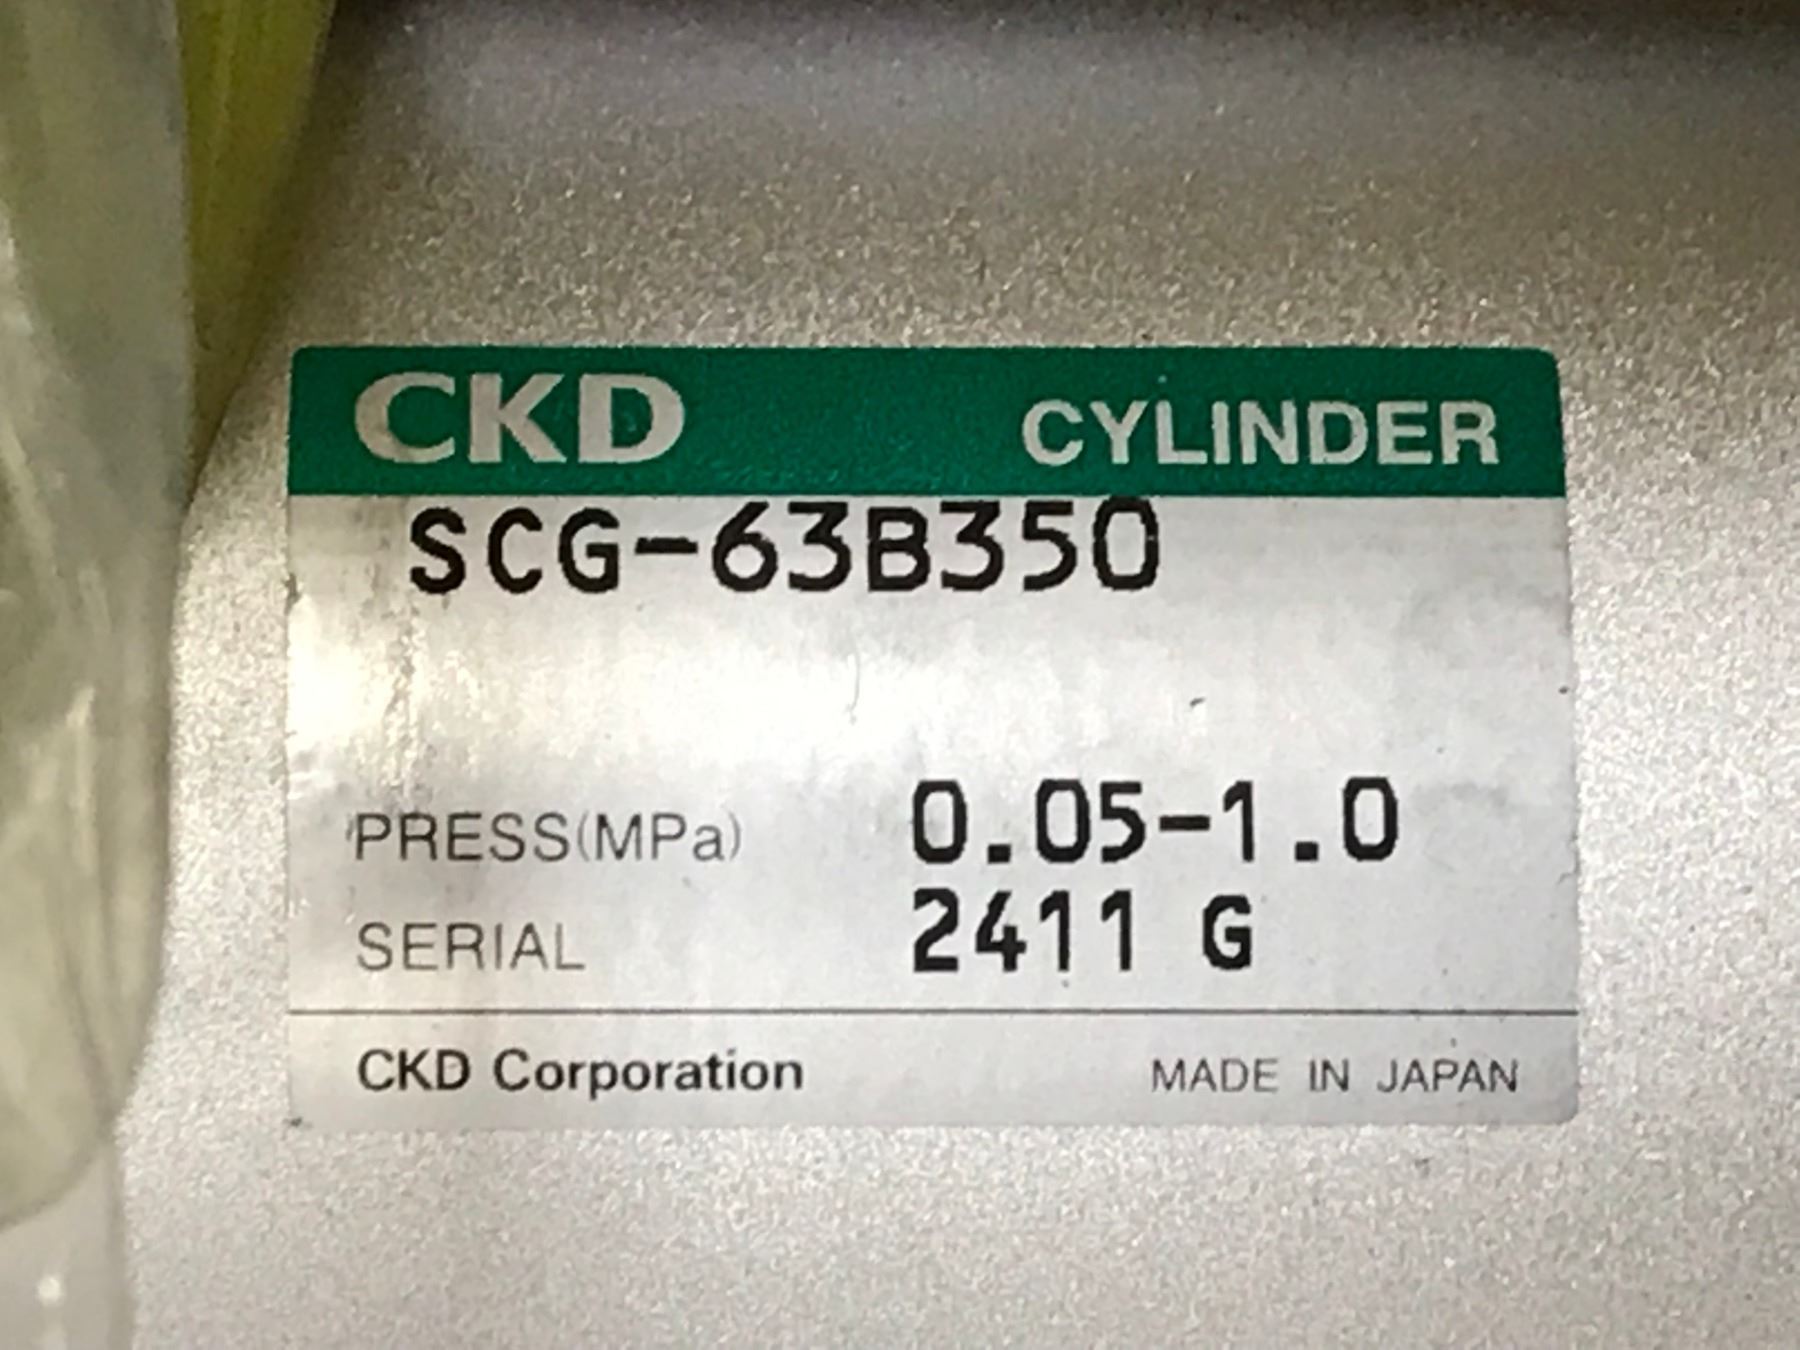 CKD CYLINDER
SCG-63B350
PRESS(MPa) 0.05-1.0
SERIAL 2411 G
CKD Corporation MADE IN JAPAN